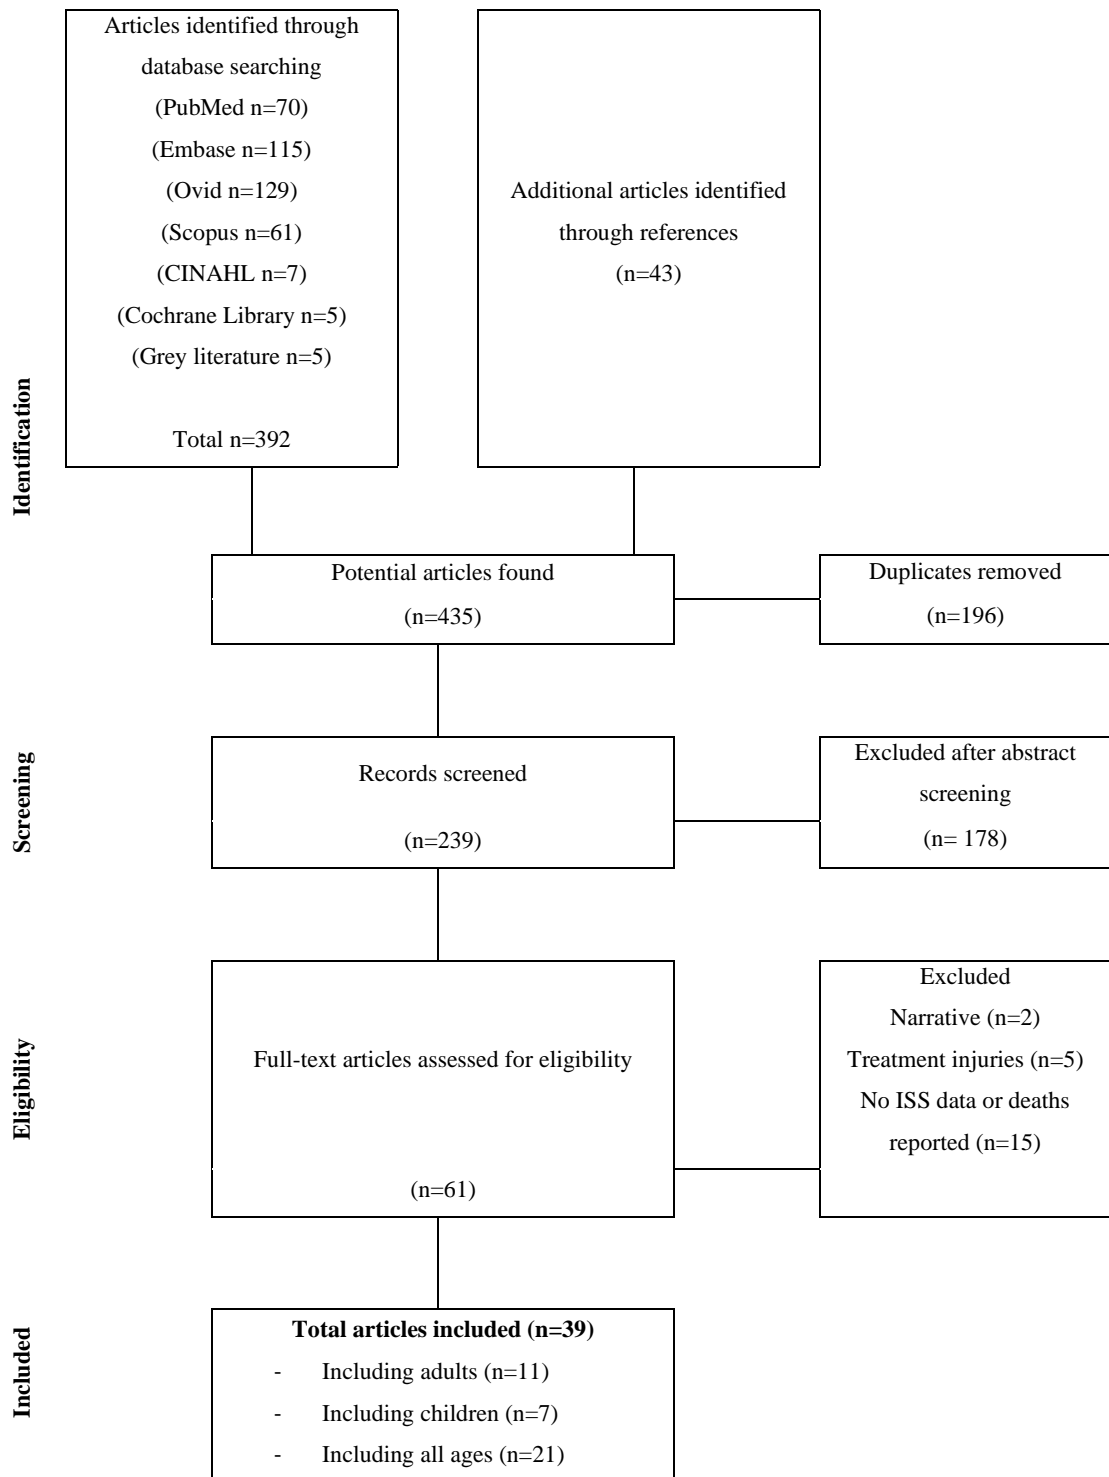 Articles identified through
database searching
(PubMed n=70)
(Embase n=115)
(Ovid n=129)
(Scopus n=61)
(CINAHL n=7)
(Cochrane Library n=5)
(Grey literature n=5)
Total n=392
Additional articles identified
through references
(n=43)
Identification
Potential articles found
(n=435)
Duplicates removed
(n=196)
Screening
Records screened
(n=239)
Excluded after abstract
screening
(n= 178)
Eligibility
Full-text articles assessed for eligibility
(n=61)
Excluded
Narrative (n=2)
Treatment injuries (n=5)
No ISS data or deaths
reported (n=15)
Included
Total articles included (n=39)
- Including adults (n=11)
- Including children (n=7)
- Including all ages (n=21)